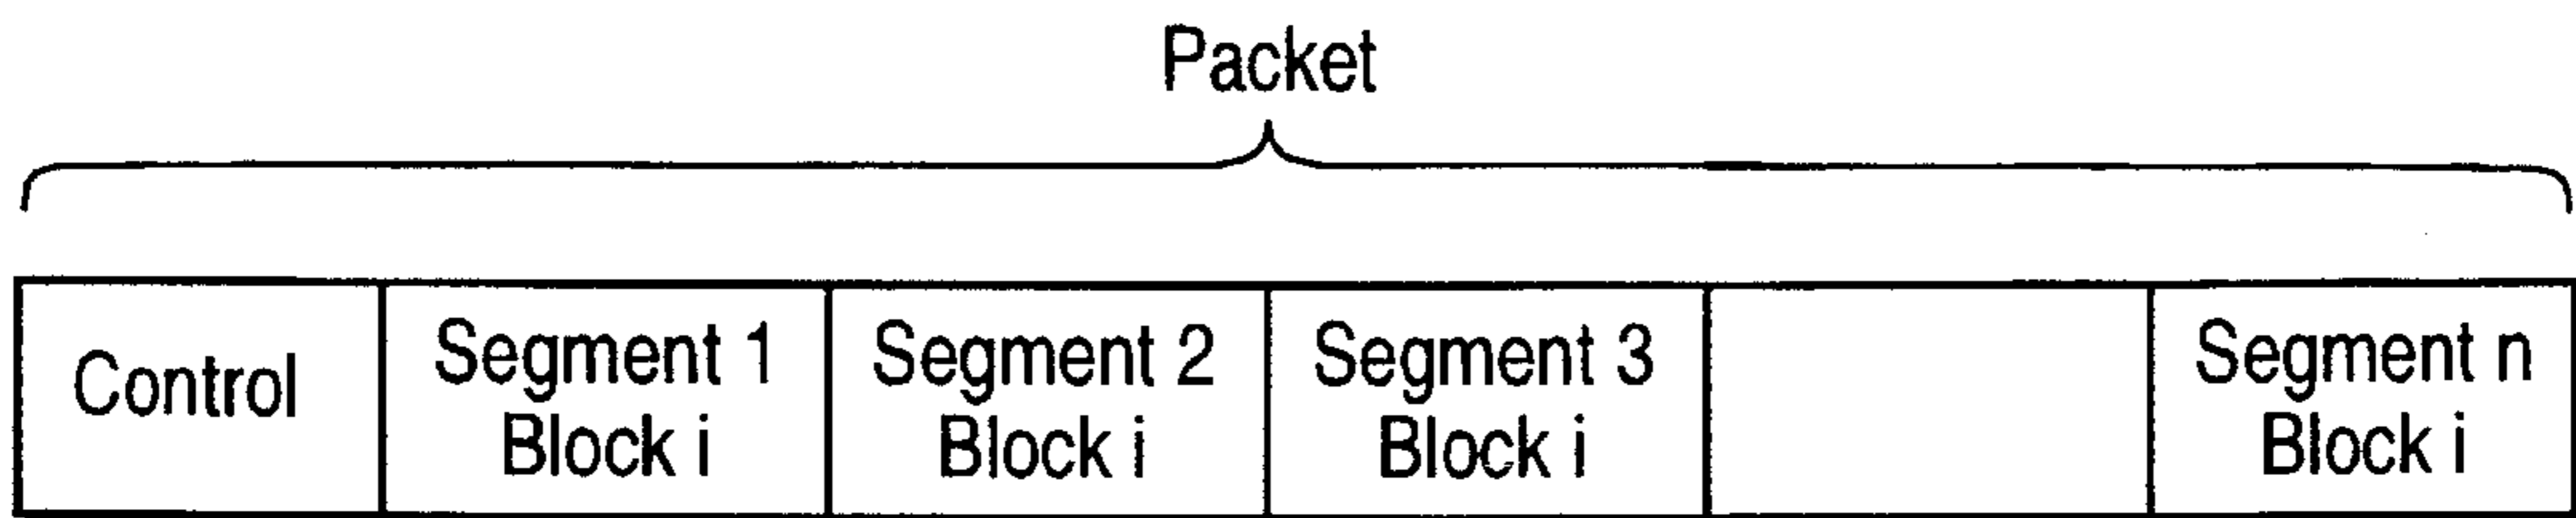 Packet
Control
Segment 1
Block i
Segment 2
Block i
Segment 3
Block i
Segment n
Block i